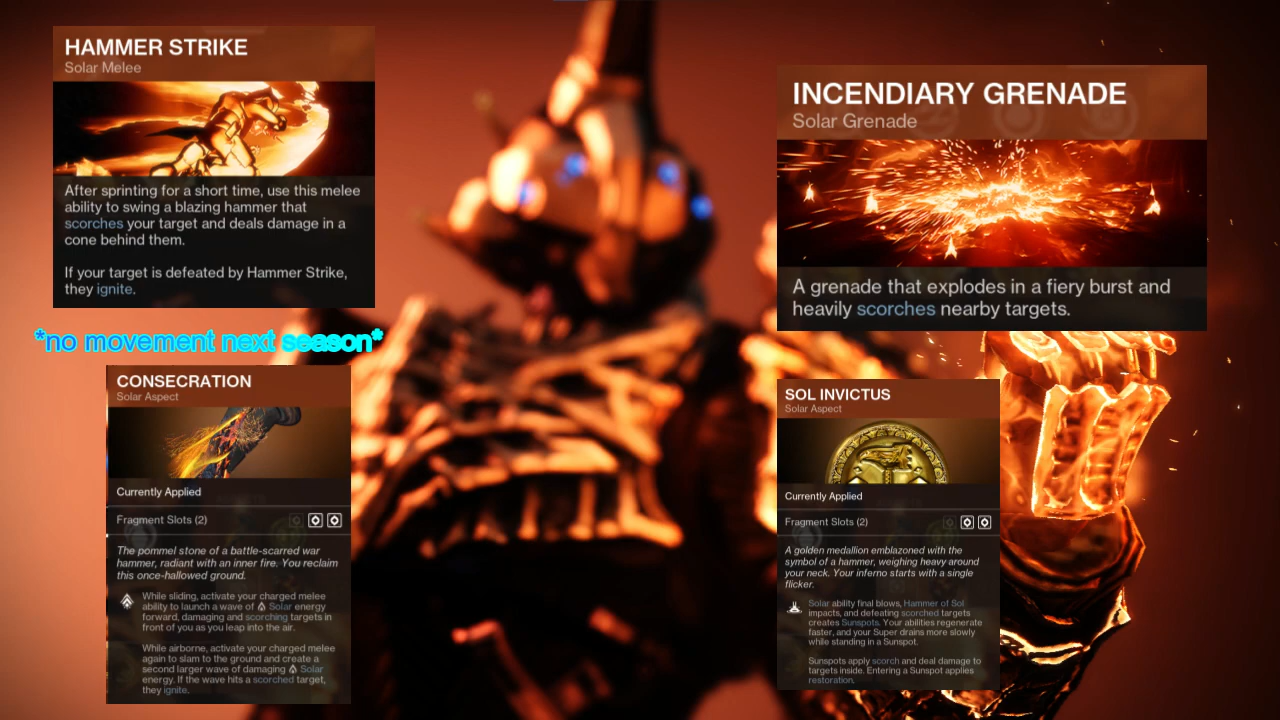 HAMMER STRIKE
Solar Melee
After sprinting for a short time, use this melee
ability to swing a blazing hammer that
scorches your target and deals damage in a
cone behind them.
If your target is defeated by Hammer Strike,
they ignite.
*no movement next season*
CONSECRATION
Solar Aspect
Currently Applied
Fragment Slots (2)
The pommel stone of a battle-scarred war
hammer, radiant with an inner fire. You reclaim
this once-hallowed ground.
While sliding, activate your charged melee
ability to launch a wave of Solar energy
forward, damaging and scorching targets in
front of you as you leap into the air.
While airborne, activate your charged melee
again to slam to the ground and create a
second larger wave of damaging Solar
energy. If the wave hits a scorched target,
they ignite.
INCENDIARY GRENADE
Solar Grenade
A grenade that explodes in a fiery burst and
heavily scorches nearby targets.
SOL INVICTUS
Solar Aspect
Currently Applied
Fragment Slots (2)
A golden medallion emblazoned with the
symbol of a hammer, weighing heavy around
your neck. Your inferno starts with a single
flicker.
Solar ability final blows, Hammer of Sol
impacts, and defeating scorched targets
creates Sunspots. Your abilities regenerate
faster, and your Super drains more slowly
while standing in a Sunspot.
Sunspots apply scorch and deal damage to
targets inside. Entering a Sunspot applies
restoration.